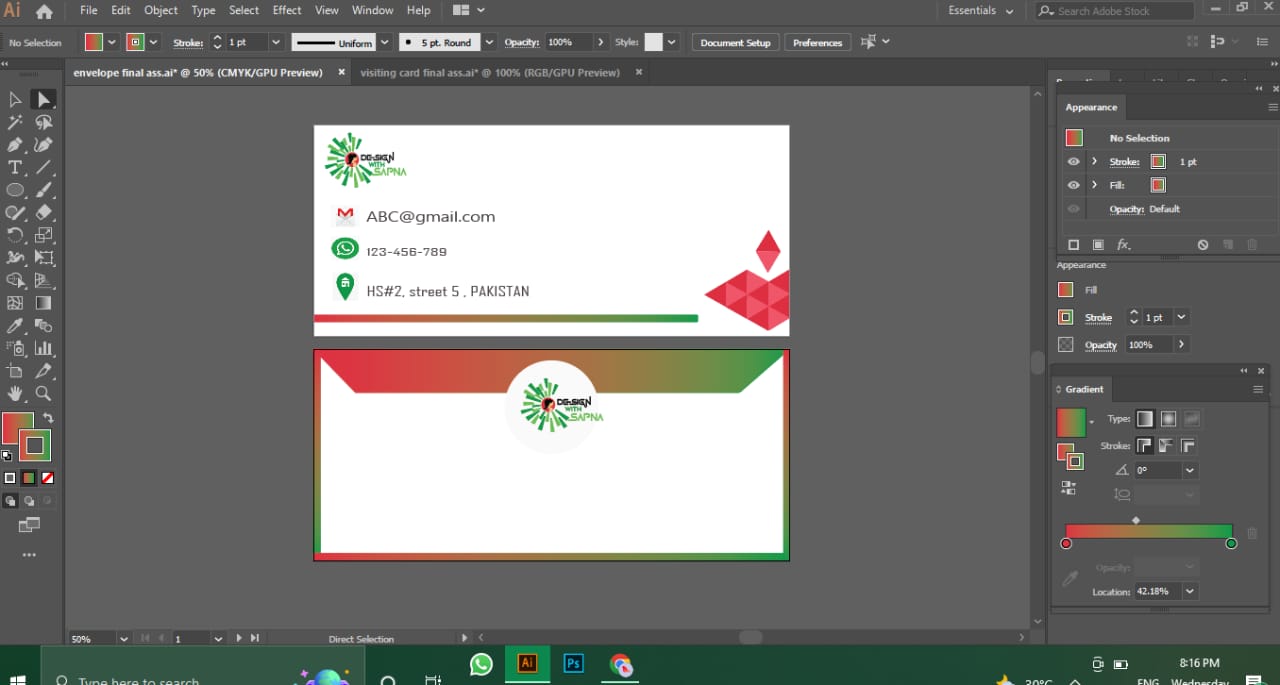 Ai File Edit Object Type Select Effect View Window Help Essentials Search Adobe Stock
No Selection Stroke: 1 pt Uniform 5 pt. Round Opacity: 100% Style: Document Setup Preferences
envelope final ass.ai* @ 50% (CMYK/GPU Preview) × visiting card final ass.ai* @ 100% (RGB/GPU Preview) ×
DESIGN
WITH
SAPNA
ABC@gmail.com
123-456-789
HS#2, street 5 , PAKISTAN
DESIGN
WITH
SAPNA
Appearance
No Selection
Stroke: 1 pt
Fill:
Opacity: Default
fx.
Appearance
Fill
Stroke 1 pt
Opacity 100%
Gradient
Type:
Stroke:
0°
Opacity:
Location: 42.18%
50% 1 Direct Selection
Type here to search
Ai Ps
30°C ENG
8:16 PM
Wednesday